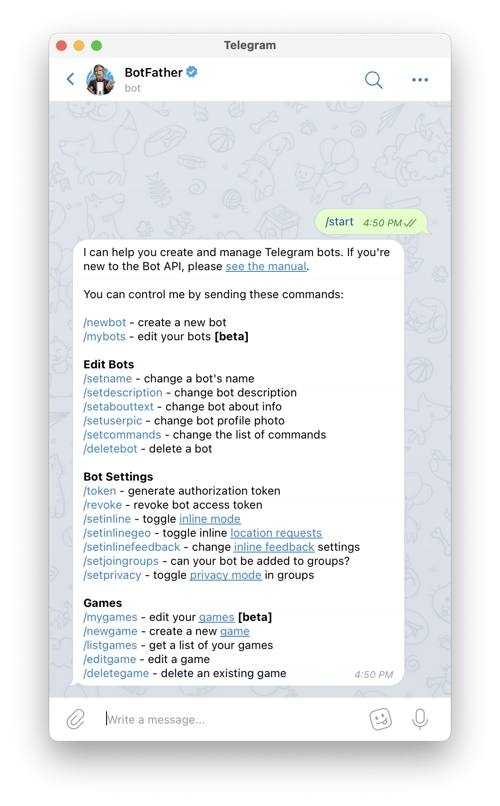 Telegram
BotFather
bot
/start 4:50 PM
I can help you create and manage Telegram bots. If you're
new to the Bot API, please see the manual.
You can control me by sending these commands:
/newbot - create a new bot
/mybots - edit your bots [beta]
Edit Bots
/setname - change a bot's name
/setdescription - change bot description
/setabouttext - change bot about info
/setuserpic - change bot profile photo
/setcommands - change the list of commands
/deletebot - delete a bot
Bot Settings
/token - generate authorization token
/revoke - revoke bot access token
/setinline - toggle inline mode
/setinlinegeo - toggle inline location requests
/setinlinefeedback - change inline feedback settings
/setjoingroups - can your bot be added to groups?
/setprivacy - toggle privacy mode in groups
Games
/mygames - edit your games [beta]
/newgame - create a new game
/listgames - get a list of your games
/editgame - edit a game
/deletegame - delete an existing game 4:50 PM
Write a message...